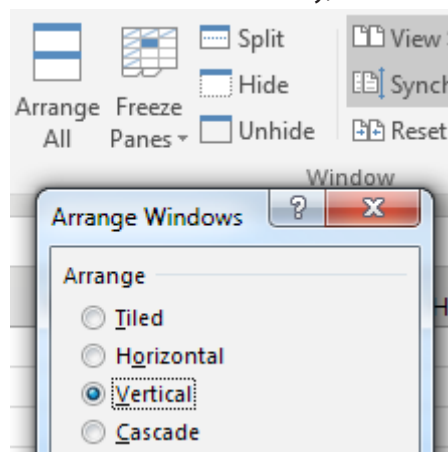 Split
View
Hide
Synch
Arrange All
Freeze Panes
Unhide
Reset
Window
Arrange Windows
?
Arrange
Tiled
H
Horizontal
Vertical
Cascade